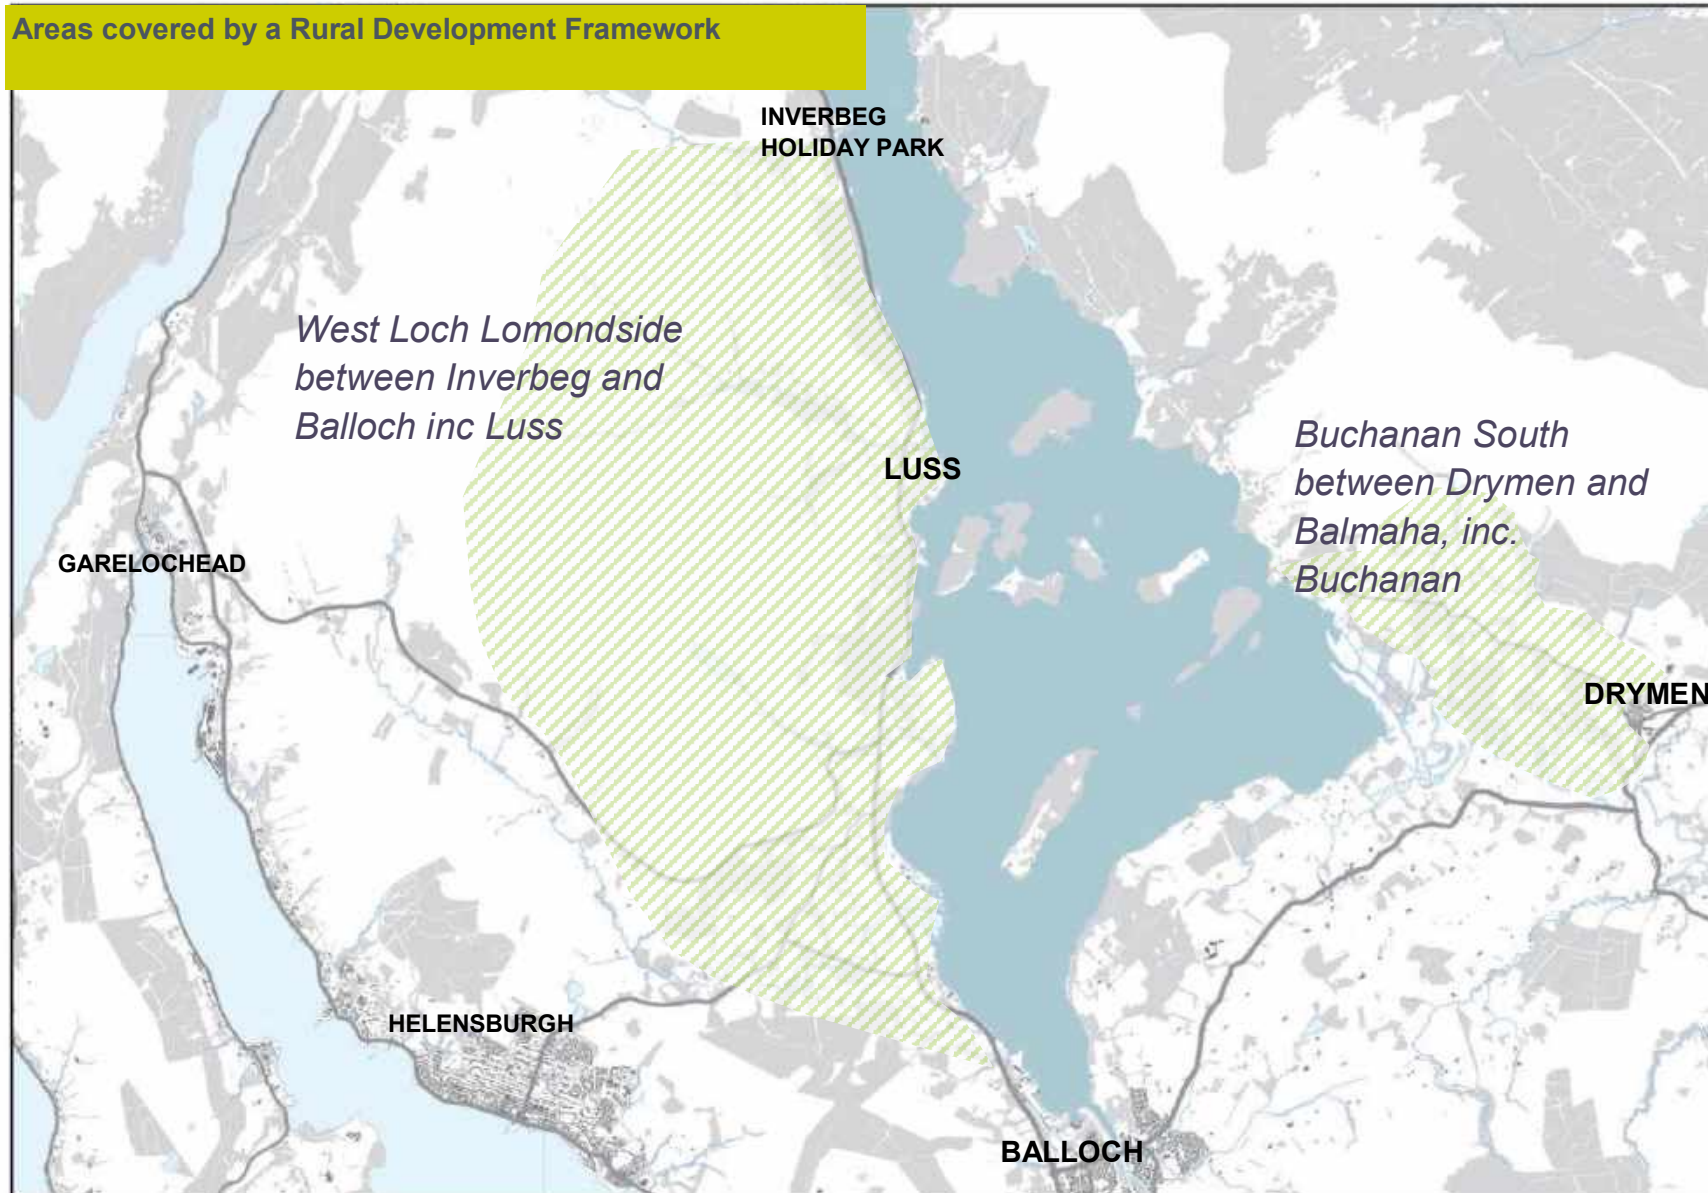 Areas covered by a Rural Development Framework
INVERBEG
HOLIDAY PARK
West Loch Lomondside
between Inverbeg and
Balloch inc Luss
LUSS
Buchanan South
between Drymen and
Balmaha, inc.
Buchanan
GARELOCHEAD
DRYMEN
HELENSBURGH
BALLOCH